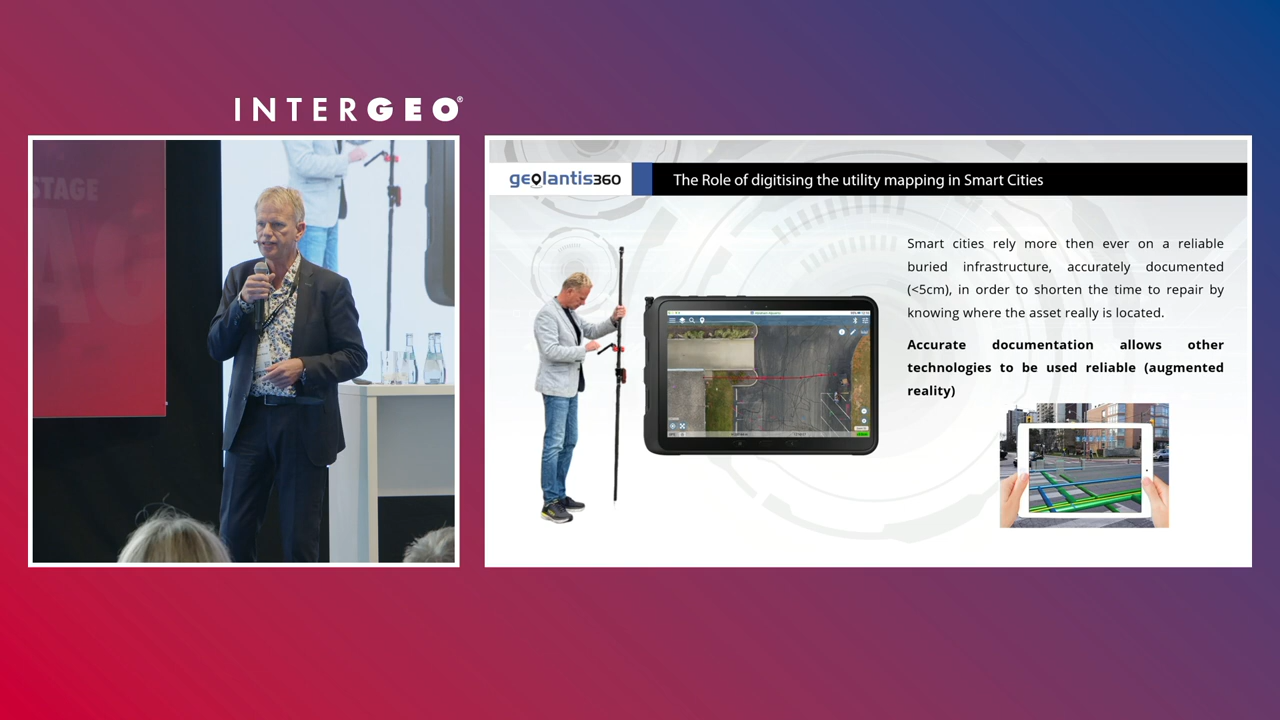 INTERGEO®
STAGE
geolantis360
The Role of digitising the utility mapping in Smart Cities
Smart cities rely more then ever on a reliable
buried infrastructure, accurately documented
(<5cm), in order to shorten the time to repair by
knowing where the asset really is located.
Accurate documentation allows other
technologies to be used reliable (augmented
reality)